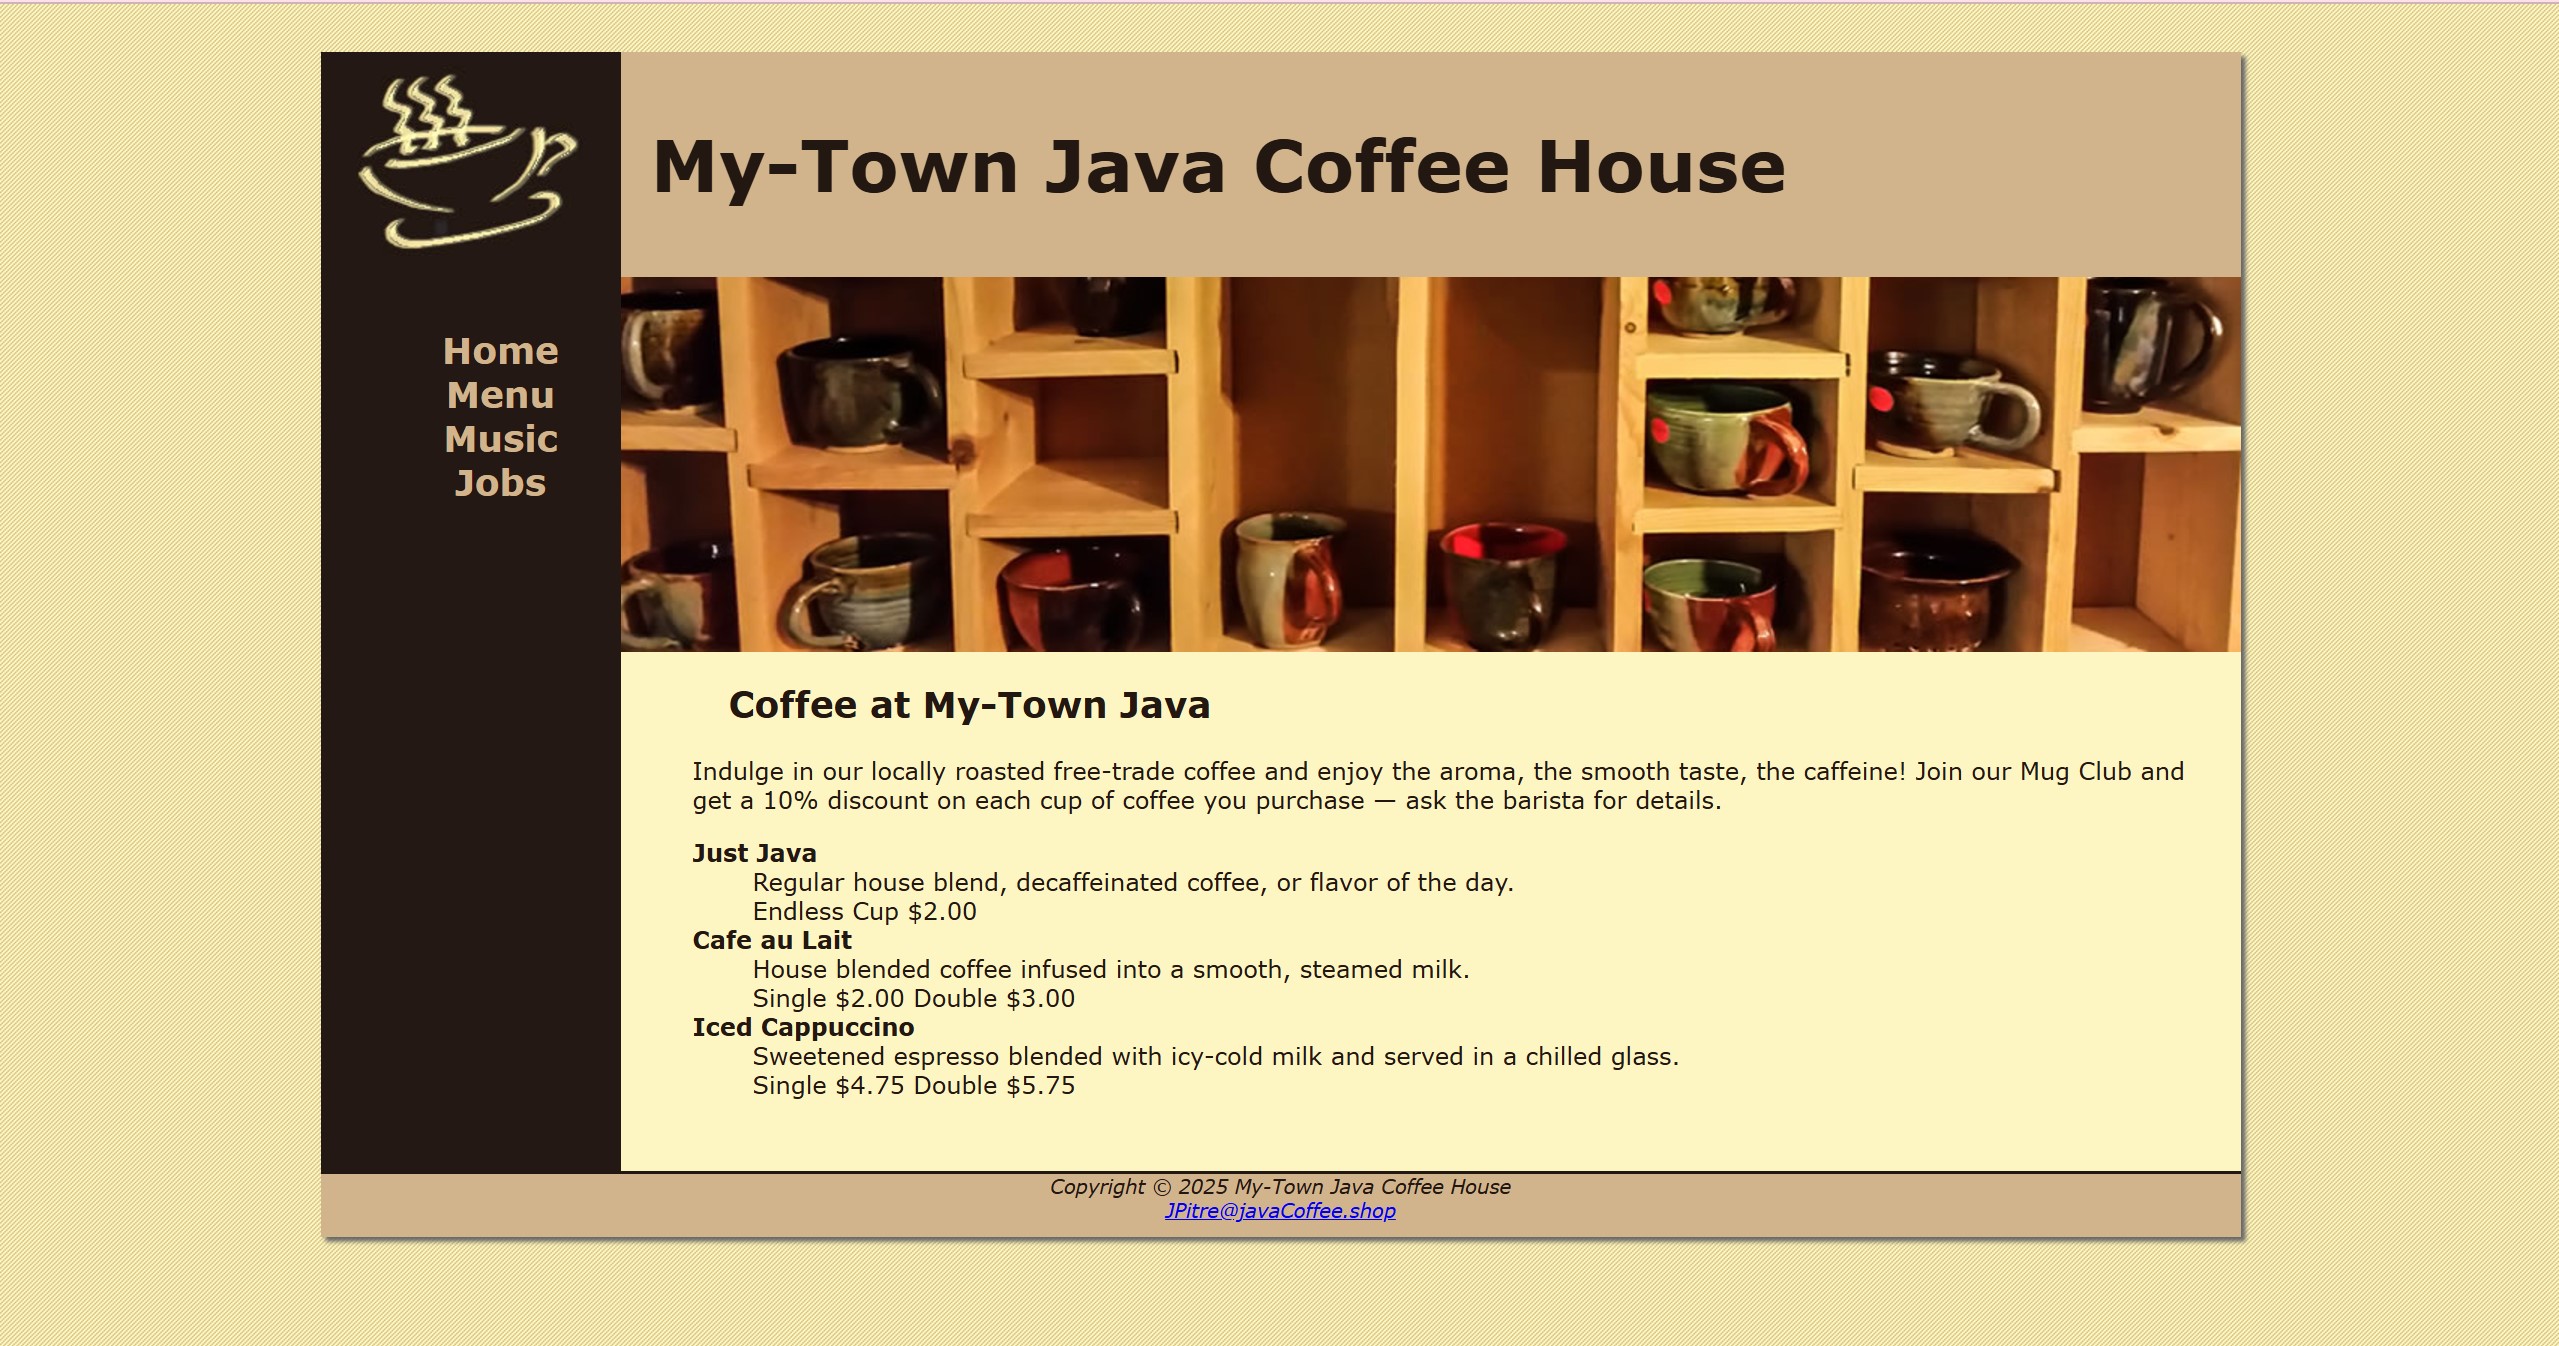 My-Town Java Coffee House
Home
Menu
Music
Jobs
Coffee at My-Town Java
Indulge in our locally roasted free-trade coffee and enjoy the aroma, the smooth taste, the caffeine! Join our Mug Club and
get a 10% discount on each cup of coffee you purchase — ask the barista for details.
Just Java
Regular house blend, decaffeinated coffee, or flavor of the day.
Endless Cup $2.00
Cafe au Lait
House blended coffee infused into a smooth, steamed milk.
Single $2.00 Double $3.00
Iced Cappuccino
Sweetened espresso blended with icy-cold milk and served in a chilled glass.
Single $4.75 Double $5.75
Copyright © 2025 My-Town Java Coffee House
JPitre@javaCoffee.shop